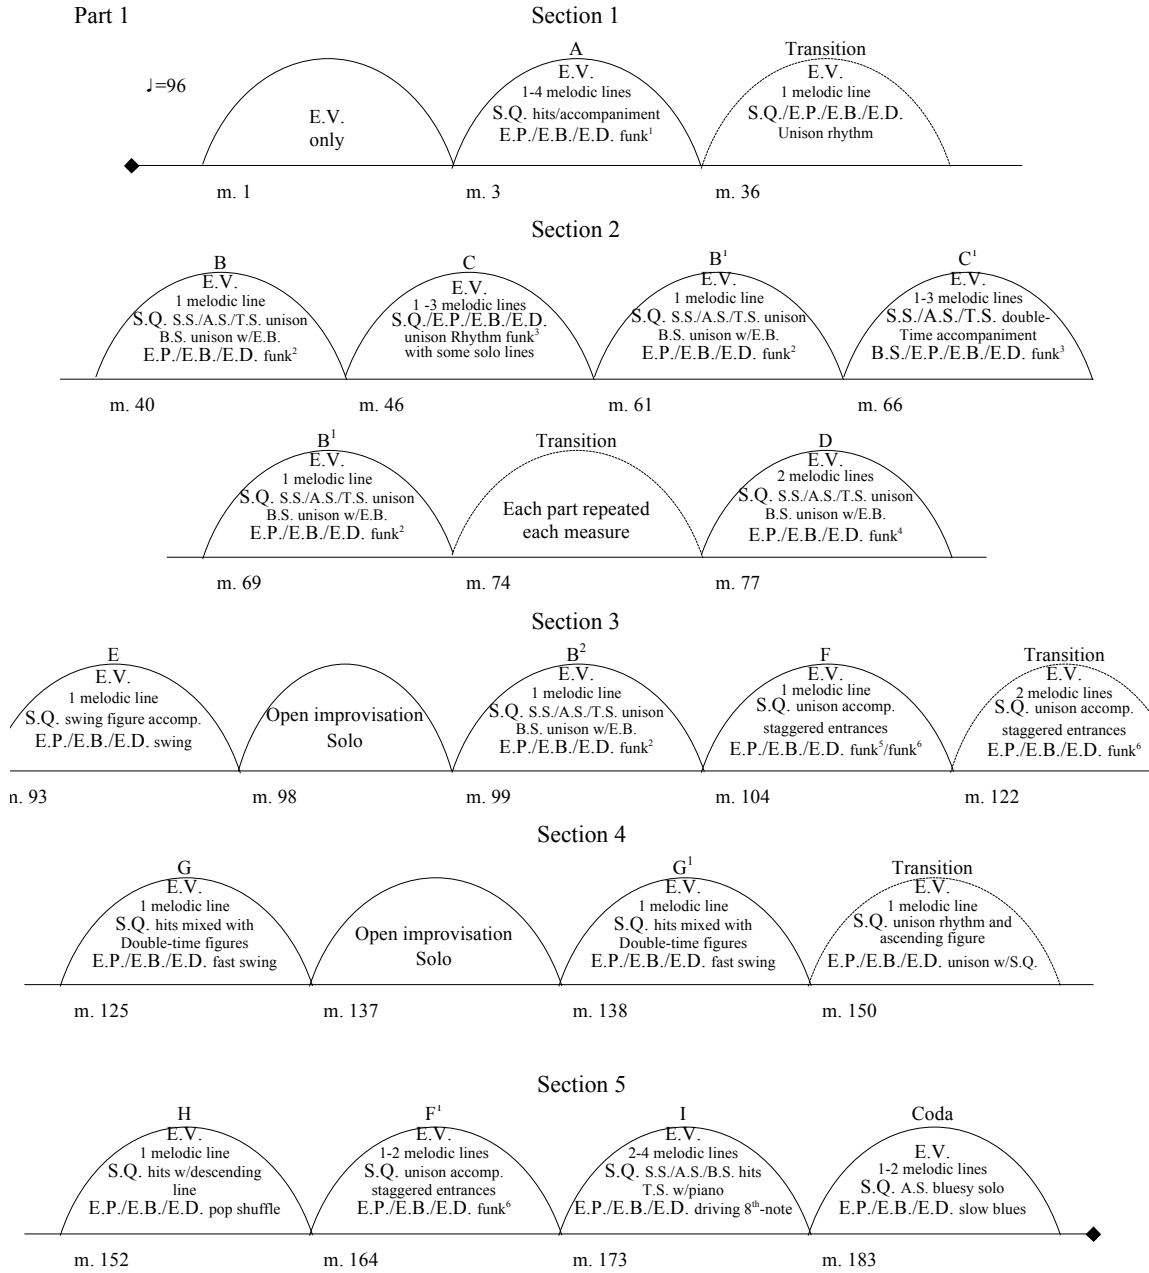 Part 1
Section 1
♩=96
E.V.
only
A
E.V.
1-4 melodic lines
S.Q. hits/accompaniment
E.P./E.B./E.D. funk¹
Transition
E.V.
1 melodic line
S.Q./E.P./E.B./E.D.
Unison rhythm
m. 1
m. 3
m. 36
Section 2
B
E.V.
1 melodic line
S.Q. S.S./A.S./T.S. unison
B.S. unison w/E.B.
E.P./E.B./E.D. funk²
C
E.V.
1 -3 melodic lines
S.Q./E.P./E.B./E.D.
unison Rhythm funk³
with some solo lines
B¹
E.V.
1 melodic line
S.Q. S.S./A.S./T.S. unison
B.S. unison w/E.B.
E.P./E.B./E.D. funk²
C¹
E.V.
1-3 melodic lines
S.S./A.S./T.S. double-
Time accompaniment
B.S./E.P./E.B./E.D. funk³
m. 40
m. 46
m. 61
m. 66
B¹
E.V.
1 melodic line
S.Q. S.S./A.S./T.S. unison
B.S. unison w/E.B.
E.P./E.B./E.D. funk²
Transition
Each part repeated
each measure
D
E.V.
2 melodic lines
S.Q. S.S./A.S./T.S. unison
B.S. unison w/E.B.
E.P./E.B./E.D. funk⁴
m. 69
m. 74
m. 77
Section 3
E
E.V.
1 melodic line
S.Q. swing figure accomp.
E.P./E.B./E.D. swing
Open improvisation
Solo
B²
E.V.
1 melodic line
S.Q. S.S./A.S./T.S. unison
B.S. unison w/E.B.
E.P./E.B./E.D. funk²
F
E.V.
1 melodic line
S.Q. unison accomp.
staggered entrances
E.P./E.B./E.D. funk⁵/funk⁶
Transition
E.V.
2 melodic lines
S.Q. unison accomp.
staggered entrances
E.P./E.B./E.D. funk⁶
m. 93
m. 98
m. 99
m. 104
m. 122
Section 4
G
E.V.
1 melodic line
S.Q. hits mixed with
Double-time figures
E.P./E.B./E.D. fast swing
Open improvisation
Solo
G¹
E.V.
1 melodic line
S.Q. hits mixed with
Double-time figures
E.P./E.B./E.D. fast swing
Transition
E.V.
1 melodic line
S.Q. unison rhythm and
ascending figure
E.P./E.B./E.D. unison w/S.Q.
m. 125
m. 137
m. 138
m. 150
Section 5
H
E.V.
1 melodic line
S.Q. hits w/descending
line
E.P./E.B./E.D. pop shuffle
F¹
E.V.
1-2 melodic lines
S.Q. unison accomp.
staggered entrances
E.P./E.B./E.D. funk⁶
I
E.V.
2-4 melodic lines
S.Q. S.S./A.S./B.S. hits
T.S. w/piano
E.P./E.B./E.D. driving 8th-note
Coda
E.V.
1-2 melodic lines
S.Q. A.S. bluesy solo
E.P./E.B./E.D. slow blues
m. 152
m. 164
m. 173
m. 183